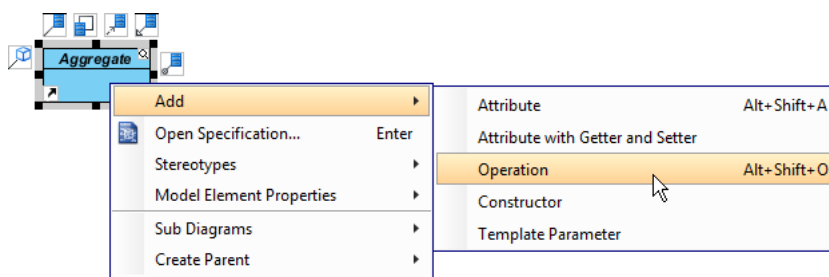 Aggregate
Add
Open Specification... Enter
Stereotypes
Model Element Properties
Sub Diagrams
Create Parent
Attribute Alt+Shift+A
Attribute with Getter and Setter
Operation Alt+Shift+O
Constructor
Template Parameter